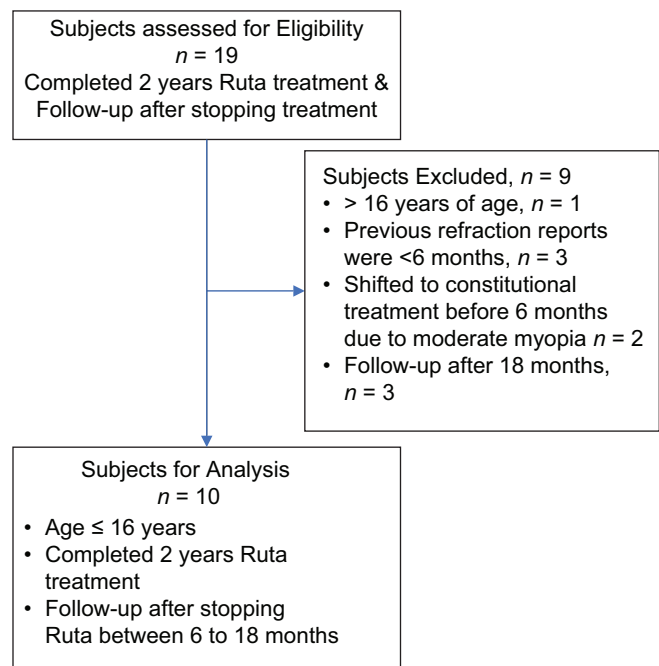 Subjects assessed for Eligibility
n = 19
Completed 2 years Ruta treatment &
Follow-up after stopping treatment
Subjects Excluded, n = 9
• > 16 years of age, n = 1
• Previous refraction reports
were <6 months, n = 3
• Shifted to constitutional
treatment before 6 months
due to moderate myopia n = 2
• Follow-up after 18 months,
n = 3
Subjects for Analysis
n = 10
• Age ≤ 16 years
• Completed 2 years Ruta
treatment
• Follow-up after stopping
Ruta between 6 to 18 months